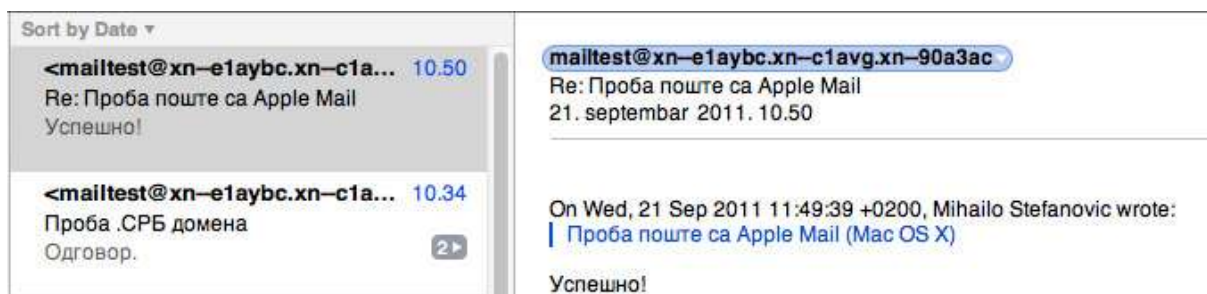 Sort by Date ▾
<mailtest@xn--e1aybc.xn--c1a... 10.50
Re: Проба поште са Apple Mail
Успешно!
<mailtest@xn--e1aybc.xn--c1a... 10.34
Проба .СРБ домена
Одговор. 2
mailtest@xn--e1aybc.xn--c1avg.xn--90a3ac
Re: Проба поште са Apple Mail
21. septembar 2011. 10.50
On Wed, 21 Sep 2011 11:49:39 +0200, Mihailo Stefanovic wrote:
Проба поште са Apple Mail (Mac OS X)
Успешно!